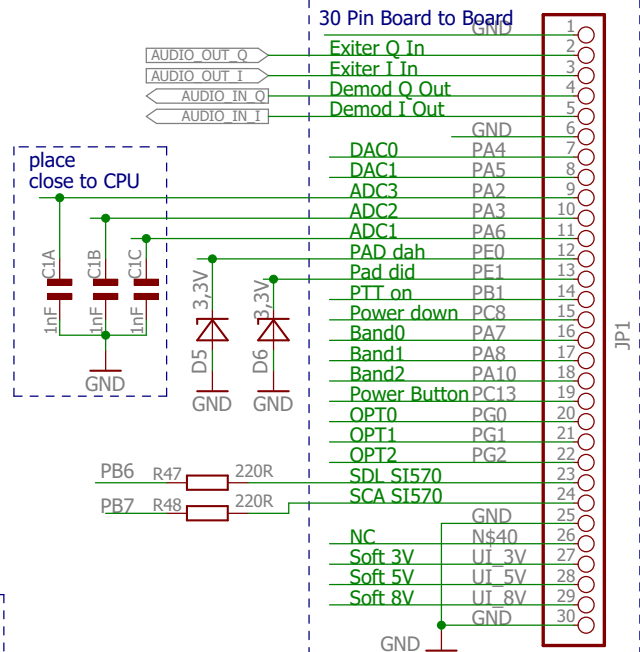 30 Pin Board to Board
GND 1
AUDIO_OUT_Q Exiter Q In 2
AUDIO_OUT_I Exiter I In 3
AUDIO_IN_Q Demod Q Out 4
AUDIO_IN_I Demod I Out 5
GND 6
DAC0 PA4 7
DAC1 PA5 8
ADC3 PA2 9
ADC2 PA3 10
ADC1 PA6 11
PAD dah PE0 12
Pad did PE1 13
PTT on PB1 14
Power down PC8 15
Band0 PA7 16
Band1 PA8 17
Band2 PA10 18
Power Button PC13 19
OPT0 PG0 20
OPT1 PG1 21
OPT2 PG2 22
SDL SI570 23
SCA SI570 24
GND 25
NC N$40 26
Soft 3V UI_3V 27
Soft 5V UI_5V 28
Soft 8V UI_8V 29
GND 30
GND
JP1
place
close to CPU
C1A
1nF
C1B
1nF
C1C
1nF
GND
3,3V
D5
GND
3,3V
D6
GND
PB6 R47 220R
PB7 R48 220R